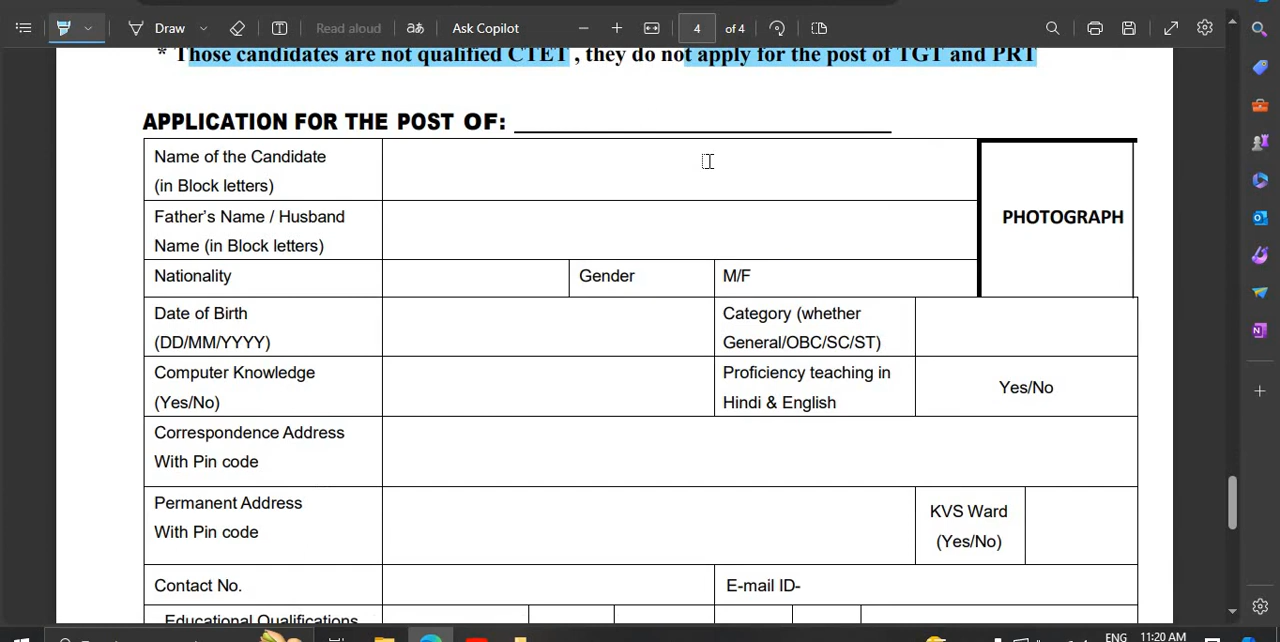 Draw
Read aloud
aあ
Ask Copilot
4
of 4
* Those candidates are not qualified CTET , they do not apply for the post of TGT and PRT
APPLICATION FOR THE POST OF: ____________________
Name of the Candidate
(in Block letters)
PHOTOGRAPH
Father's Name / Husband
Name (in Block letters)
Nationality
Gender
M/F
Date of Birth
(DD/MM/YYYY)
Category (whether
General/OBC/SC/ST)
Computer Knowledge
(Yes/No)
Proficiency teaching in
Hindi & English
Yes/No
Correspondence Address
With Pin code
Permanent Address
With Pin code
KVS Ward
(Yes/No)
Contact No.
E-mail ID-
Educational Qualifications
ENG
11:20 AM